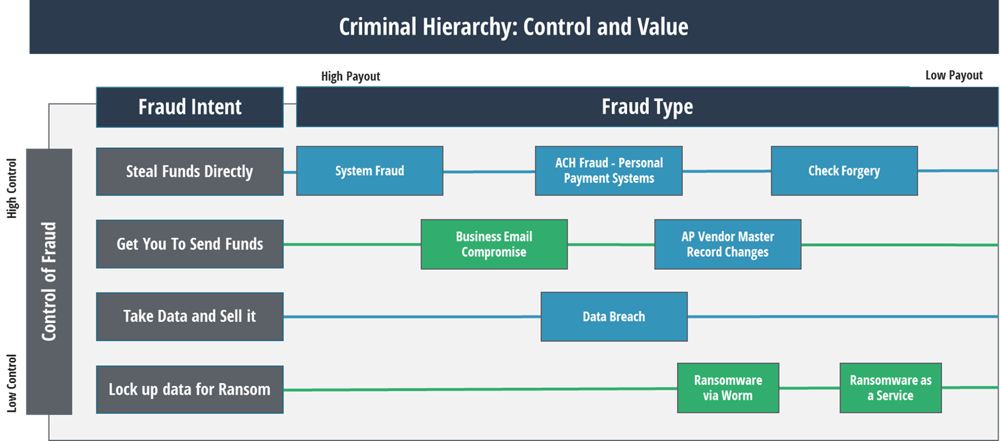 Criminal Hierarchy: Control and Value
High Payout
Low Payout
Fraud Intent
Fraud Type
High Control
Control of Fraud
Low Control
Steal Funds Directly
System Fraud
ACH Fraud - Personal
Payment Systems
Check Forgery
Get You To Send Funds
Business Email
Compromise
AP Vendor Master
Record Changes
Take Data and Sell it
Data Breach
Lock up data for Ransom
Ransomware
via Worm
Ransomware as
a Service